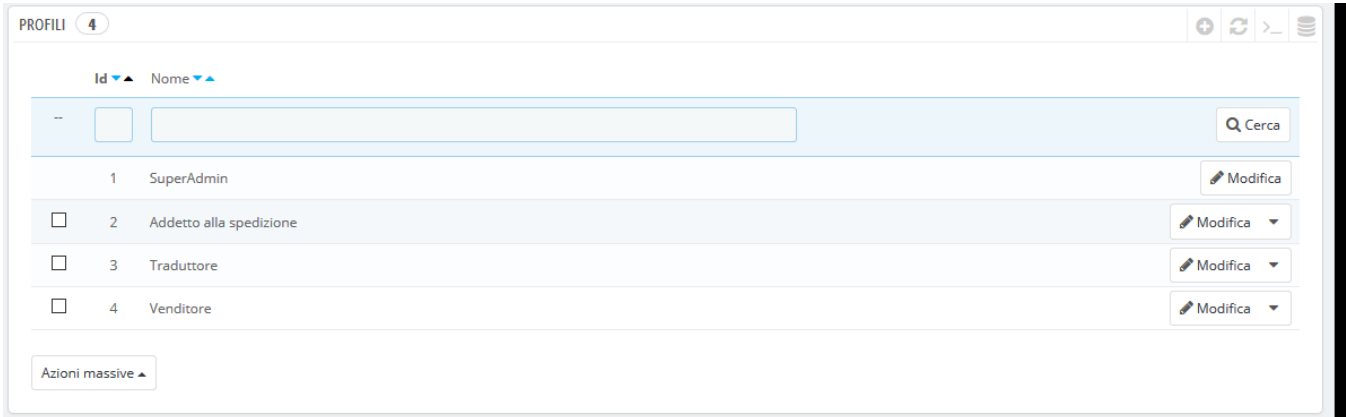 PROFILI 4
Id Nome
-- Cerca
1 SuperAdmin Modifica
2 Addetto alla spedizione Modifica
3 Traduttore Modifica
4 Venditore Modifica
Azioni massive